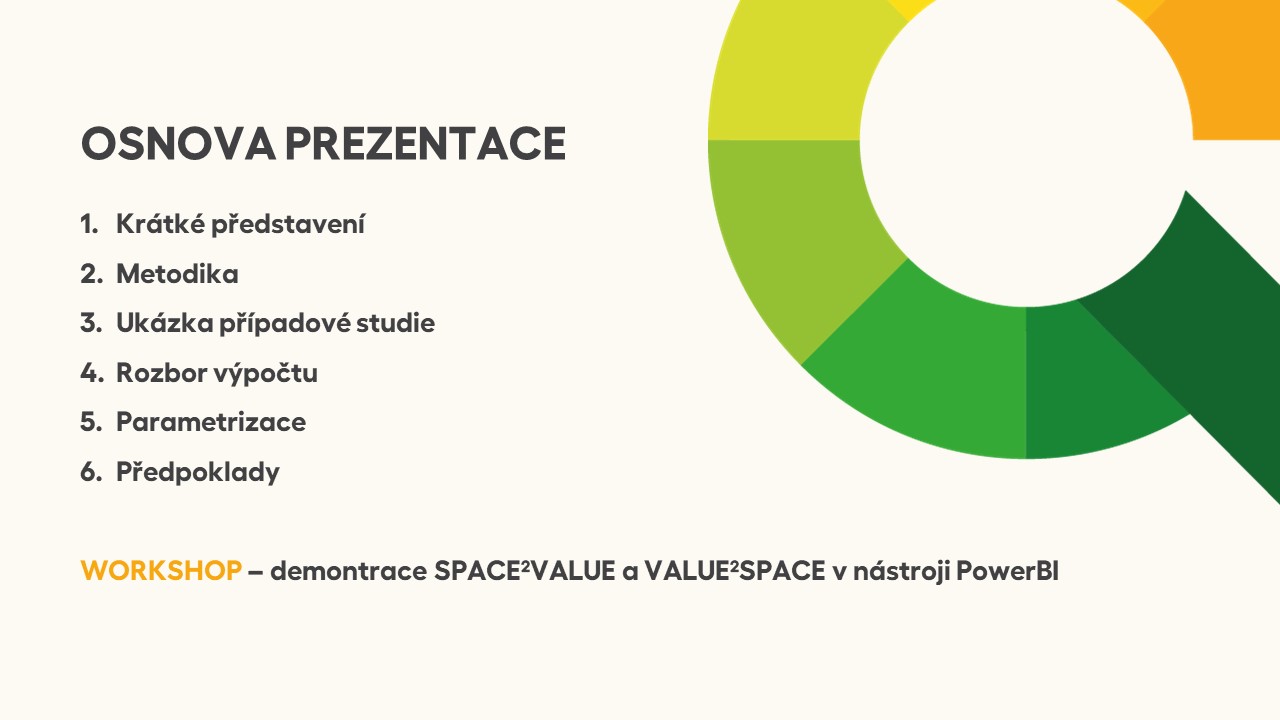 OSNOVA PREZENTACE
1. Krátké představení
2. Metodika
3. Ukázka případové studie
4. Rozbor výpočtu
5. Parametrizace
6. Předpoklady
WORKSHOP – demontrace SPACE²VALUE a VALUE²SPACE v nástroji PowerBI